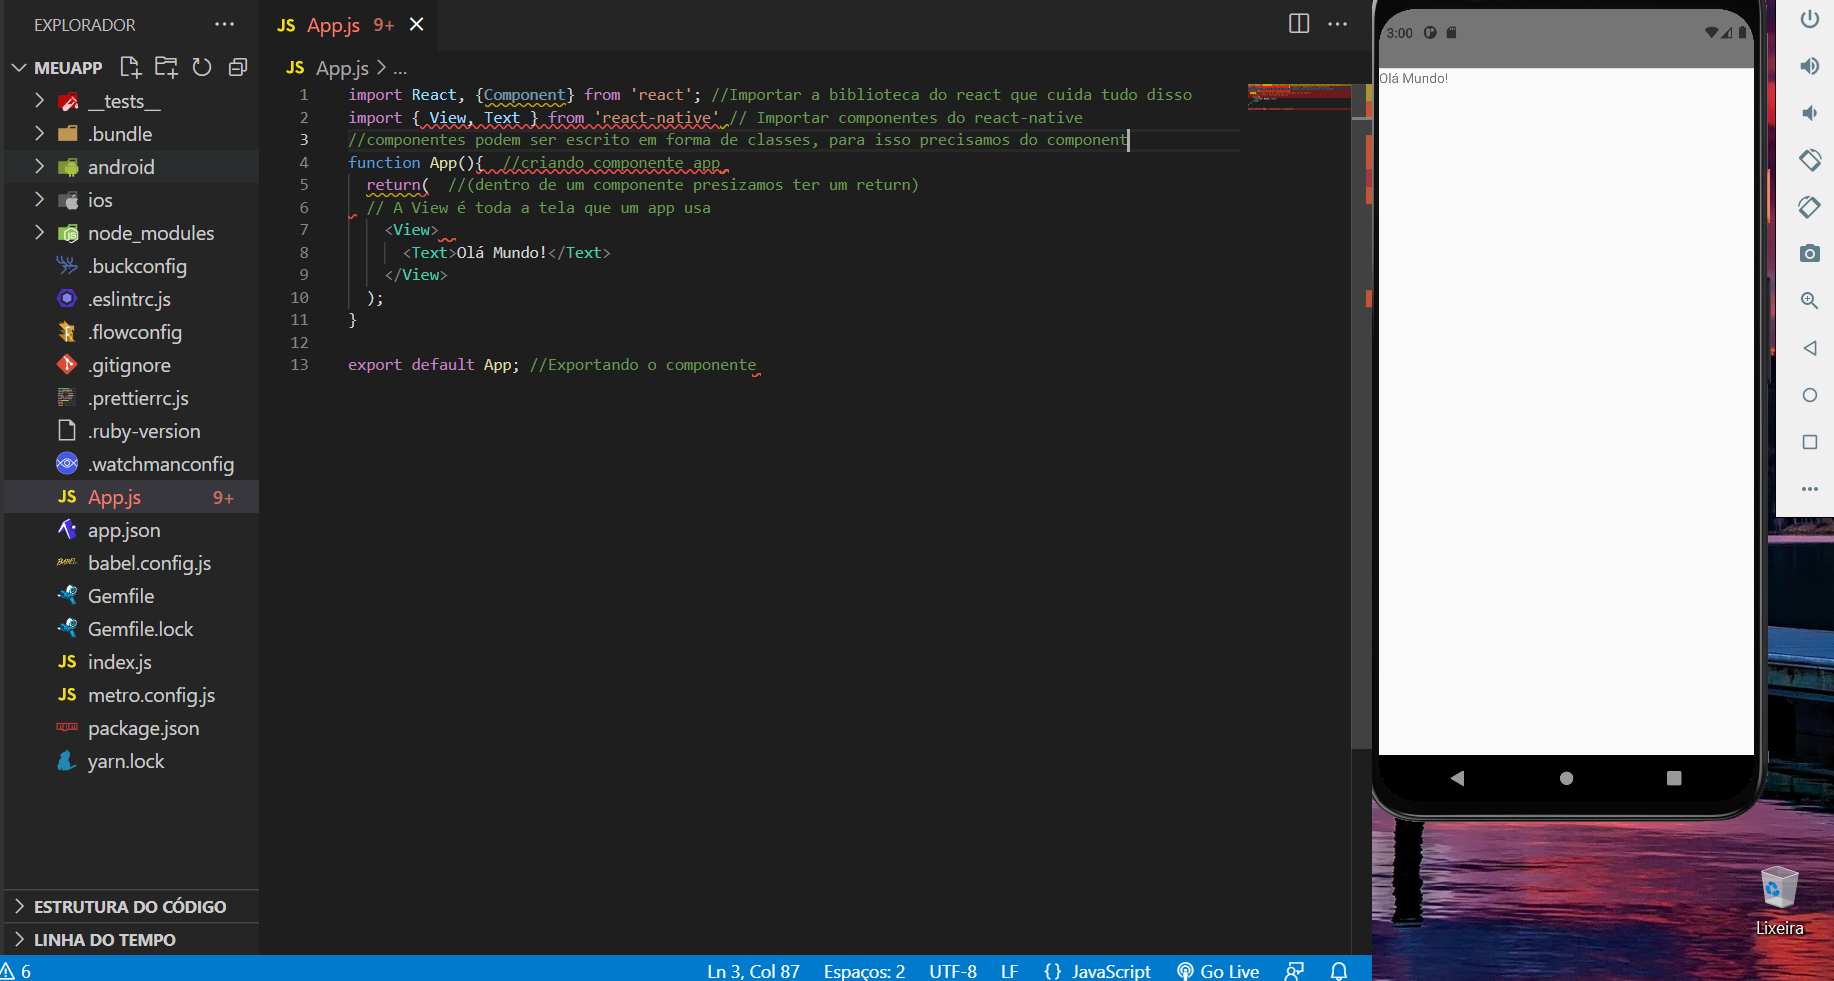 EXPLORADOR
MEUAPP
__tests__
.bundle
android
ios
node_modules
.buckconfig
.eslintrc.js
.flowconfig
.gitignore
.prettierrc.js
.ruby-version
.watchmanconfig
JS App.js 9+
app.json
babel.config.js
Gemfile
Gemfile.lock
JS index.js
JS metro.config.js
package.json
yarn.lock
ESTRUTURA DO CÓDIGO
LINHA DO TEMPO
JS App.js 9+
JS App.js > ...
1 import React, {Component} from 'react'; //Importar a biblioteca do react que cuida tudo disso
2 import { View, Text } from 'react-native' // Importar componentes do react-native
3 //componentes podem ser escrito em forma de classes, para isso precisamos do component
4 function App(){  //criando componente app
5   return(  //(dentro de um componente presizamos ter um return)
6   // A View é toda a tela que um app usa
7     <View>
8       <Text>Olá Mundo!</Text>
9     </View>
10   );
11 }
12
13 export default App; //Exportando o componente
6
Ln 3, Col 87 Espaços: 2 UTF-8 LF {} JavaScript Go Live
3:00
Olá Mundo!
Lixeira